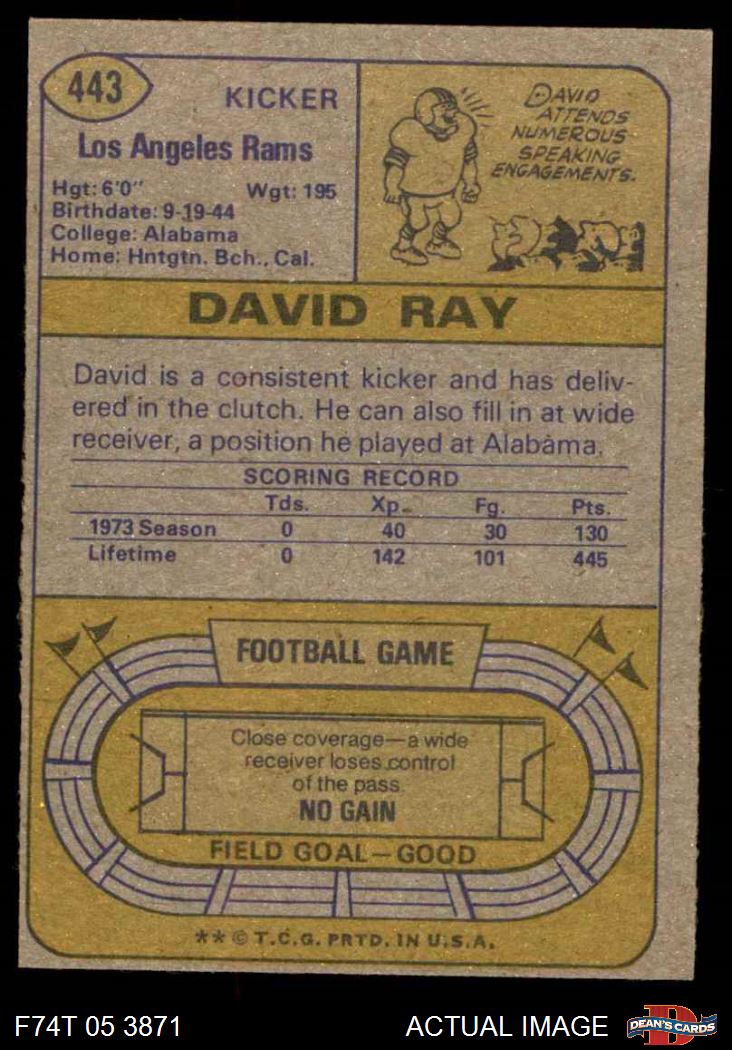 443
KICKER
Los Angeles Rams
Hgt: 6'0" Wgt: 195
Birthdate: 9-19-44
College: Alabama
Home: Hntgtn. Bch., Cal.
DAVID
ATTENDS
NUMEROUS
SPEAKING
ENGAGEMENTS.
DAVID RAY
David is a consistent kicker and has deliv-
ered in the clutch. He can also fill in at wide
receiver, a position he played at Alabama.
SCORING RECORD
Tds. Xp. Fg. Pts.
1973 Season 0 40 30 130
Lifetime 0 142 101 445
FOOTBALL GAME
Close coverage—a wide
receiver loses control
of the pass.
NO GAIN
FIELD GOAL—GOOD
** © T.C.G. PRTD. IN U.S.A.
F74T 05 3871 ACTUAL IMAGE
DEAN'S CARDS